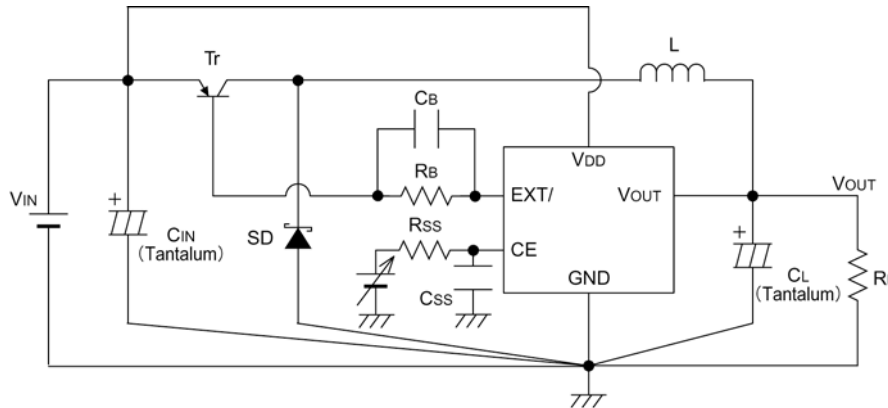 Tr
L
CB
VDD
VIN
+
CIN
(Tantalum)
SD
RB
EXT/
VOUT
VOUT
RSS
CE
CSS
GND
+
CL
(Tantalum)